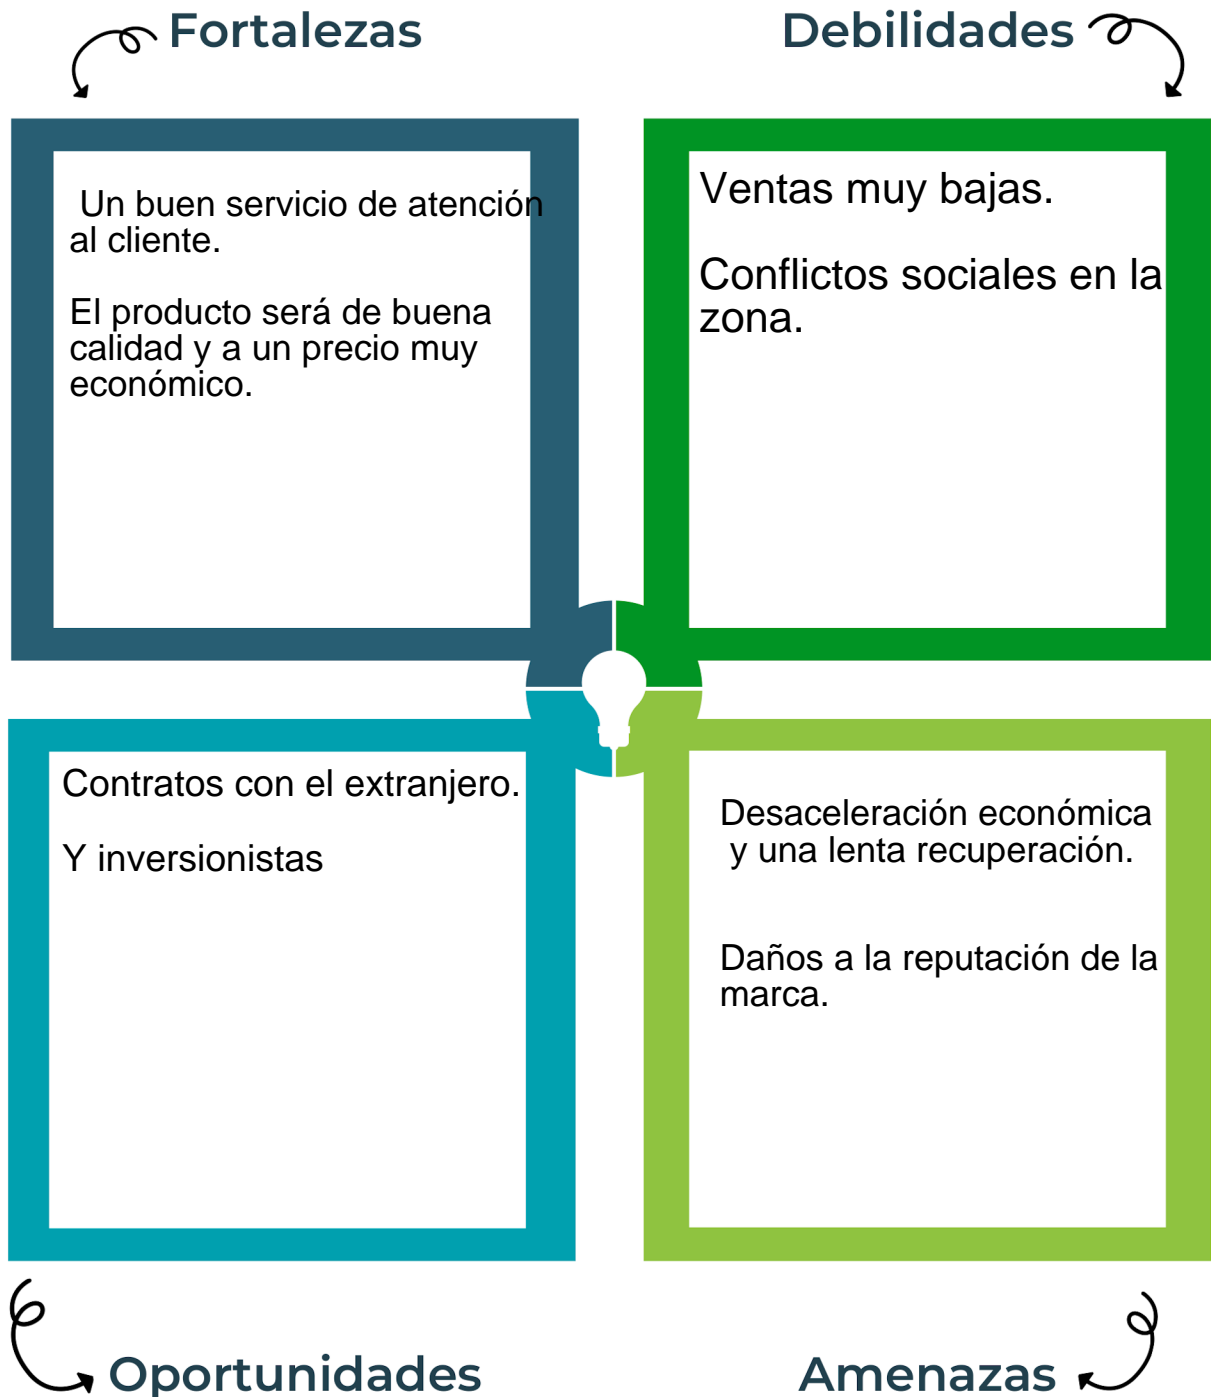 Fortalezas
Un buen servicio de atención
al cliente.
El producto será de buena
calidad y a un precio muy
económico.
Debilidades
Ventas muy bajas.
Conflictos sociales en la
zona.
Contratos con el extranjero.
Y inversionistas
Oportunidades
Desaceleración económica
y una lenta recuperación.
Daños a la reputación de la
marca.
Amenazas